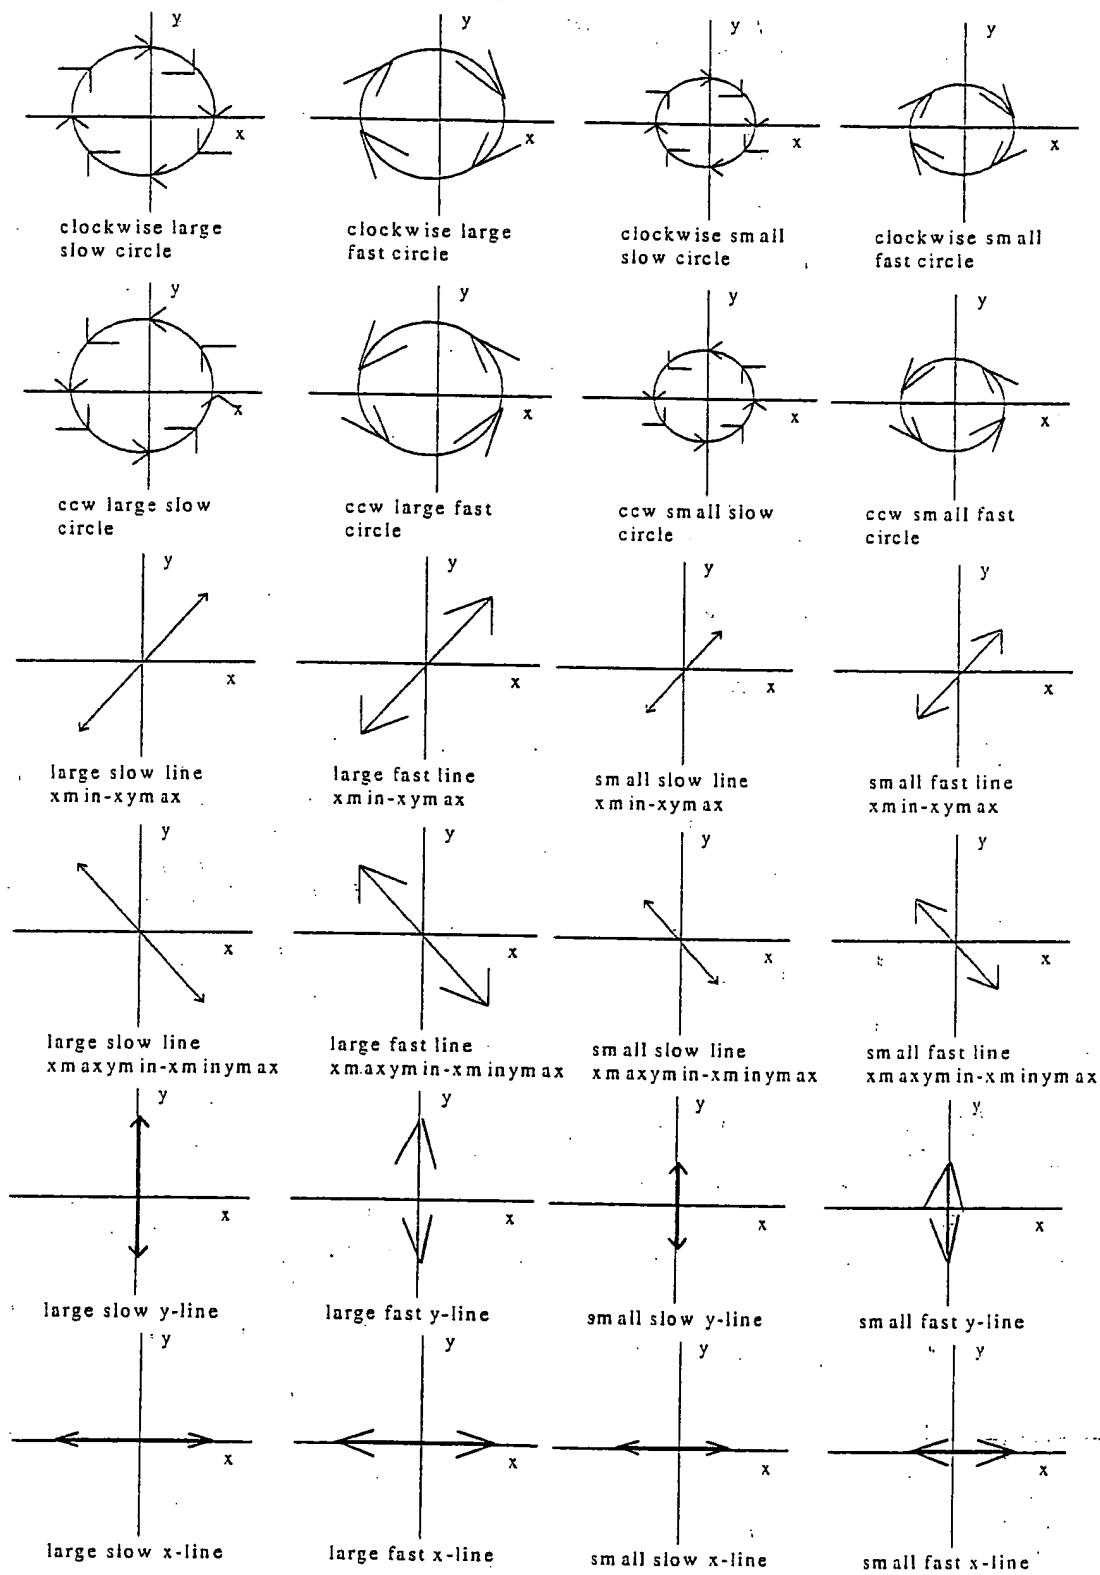 y y y y
x x x x
clockwise large
slow circle
clockwise large
fast circle
clockwise small
slow circle
clockwise small
fast circle
y y y y
x x x x
ccw large slow
circle
ccw large fast
circle
ccw small slow
circle
ccw small fast
circle
y y y y
x x x x
large slow line
xmin-xymax
large fast line
xmin-xymax
small slow line
xmin-xymax
small fast line
xmin-xymax
y y y y
x x x x
large slow line
xmaxymin-xminymax
large fast line
xmaxymin-xminymax
small slow line
xmaxymin-xminymax
small fast line
xmaxymin-xminymax
y y y y
x x x x
large slow y-line
large fast y-line
small slow y-line
small fast y-line
y y y y
x x x x
large slow x-line
large fast x-line
small slow x-line
small fast x-line